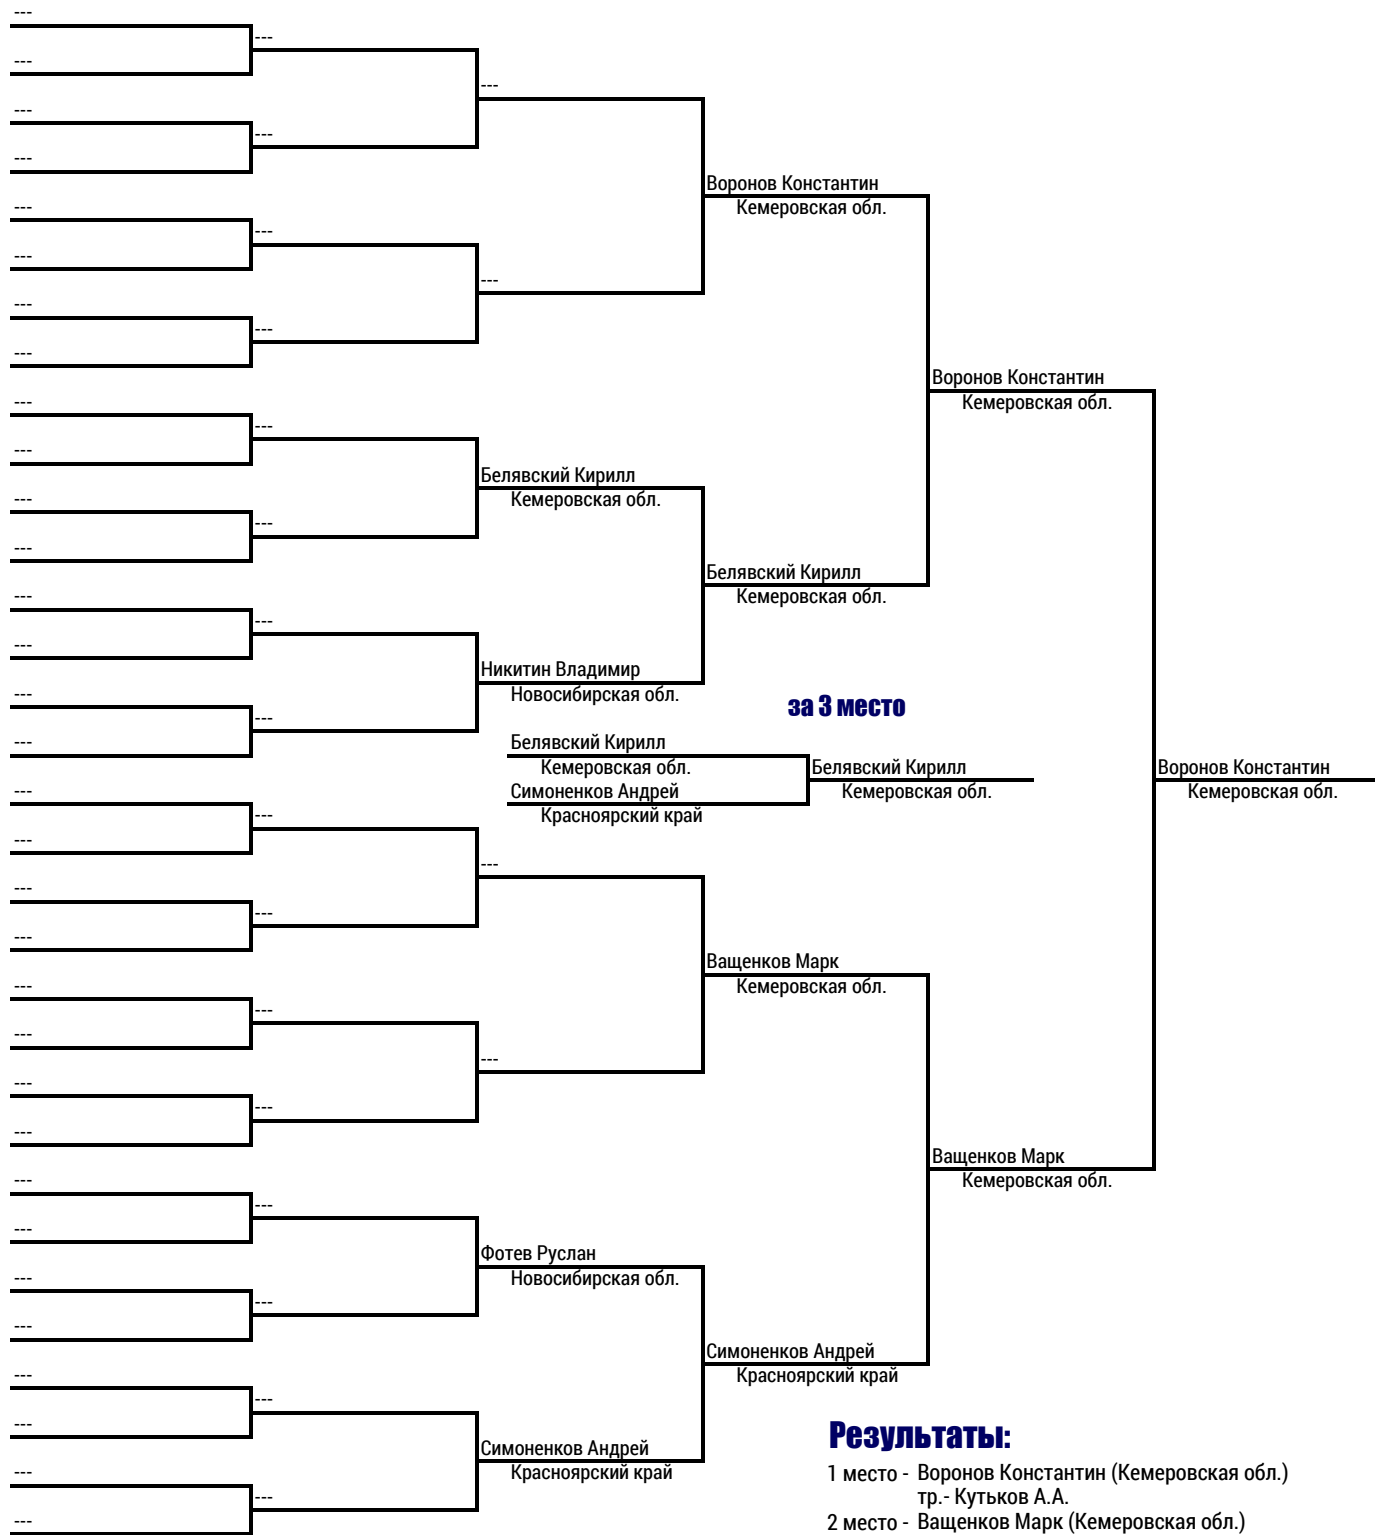 ---
---
---
---
---
---
---
---
---
---
---
---
Воронов Константин
Кемеровская обл.
---
---
---
---
---
---
Воронов Константин
Кемеровская обл.
---
---
---
Белявский Кирилл
Кемеровская обл.
---
---
---
Белявский Кирилл
Кемеровская обл.
---
---
---
Никитин Владимир
Новосибирская обл.
---
---
---
за 3 место
Белявский Кирилл
Кемеровская обл.
Симоненков Андрей
Красноярский край
Белявский Кирилл
Кемеровская обл.
Воронов Константин
Кемеровская обл.
---
---
---
---
---
---
---
Ващенков Марк
Кемеровская обл.
---
---
---
---
---
---
---
Ващенков Марк
Кемеровская обл.
---
---
---
Фотев Руслан
Новосибирская обл.
---
---
---
Симоненков Андрей
Красноярский край
---
---
---
Симоненков Андрей
Красноярский край
---
---
---
Результаты:
1 место - Воронов Константин (Кемеровская обл.)
тр.- Кутьков А.А.
2 место - Ващенков Марк (Кемеровская обл.)